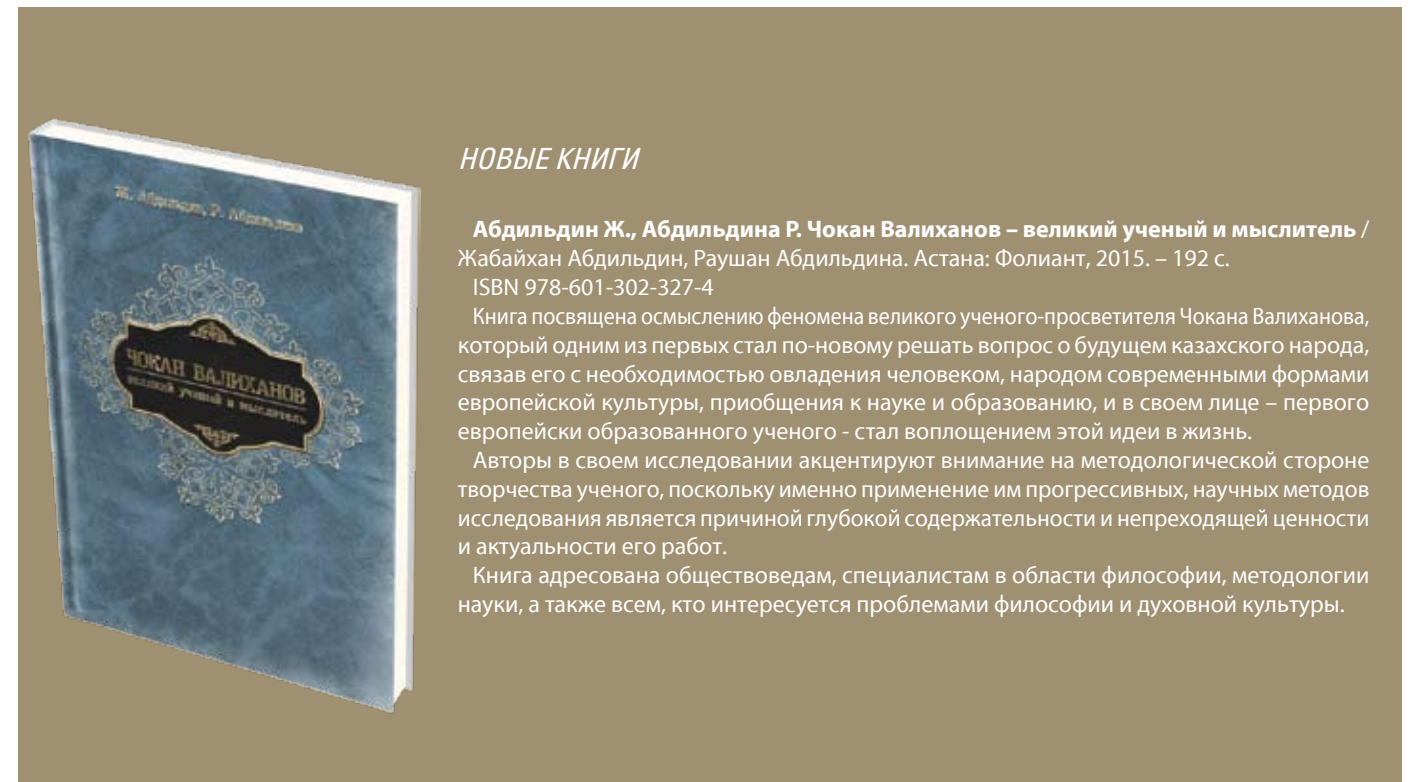 Ж. Абдильдин, Р. Абдильдина
ЧОКАН ВАЛИХАНОВ
великий ученый и мыслитель
НОВЫЕ КНИГИ
Абдильдин Ж., Абдильдина Р. Чокан Валиханов – великий ученый и мыслитель /
Жабайхан Абдильдин, Раушан Абдильдина. Астана: Фолиант, 2015. – 192 с.
ISBN 978-601-302-327-4
Книга посвящена осмыслению феномена великого ученого-просветителя Чокана Валиханова,
который одним из первых стал по-новому решать вопрос о будущем казахского народа,
связав его с необходимостью овладения человеком, народом современными формами
европейской культуры, приобщения к науке и образованию, и в своем лице – первого
европейски образованного ученого - стал воплощением этой идеи в жизнь.
Авторы в своем исследовании акцентируют внимание на методологической стороне
творчества ученого, поскольку именно применение им прогрессивных, научных методов
исследования является причиной глубокой содержательности и непреходящей ценности
и актуальности его работ.
Книга адресована обществоведам, специалистам в области философии, методологии
науки, а также всем, кто интересуется проблемами философии и духовной культуры.